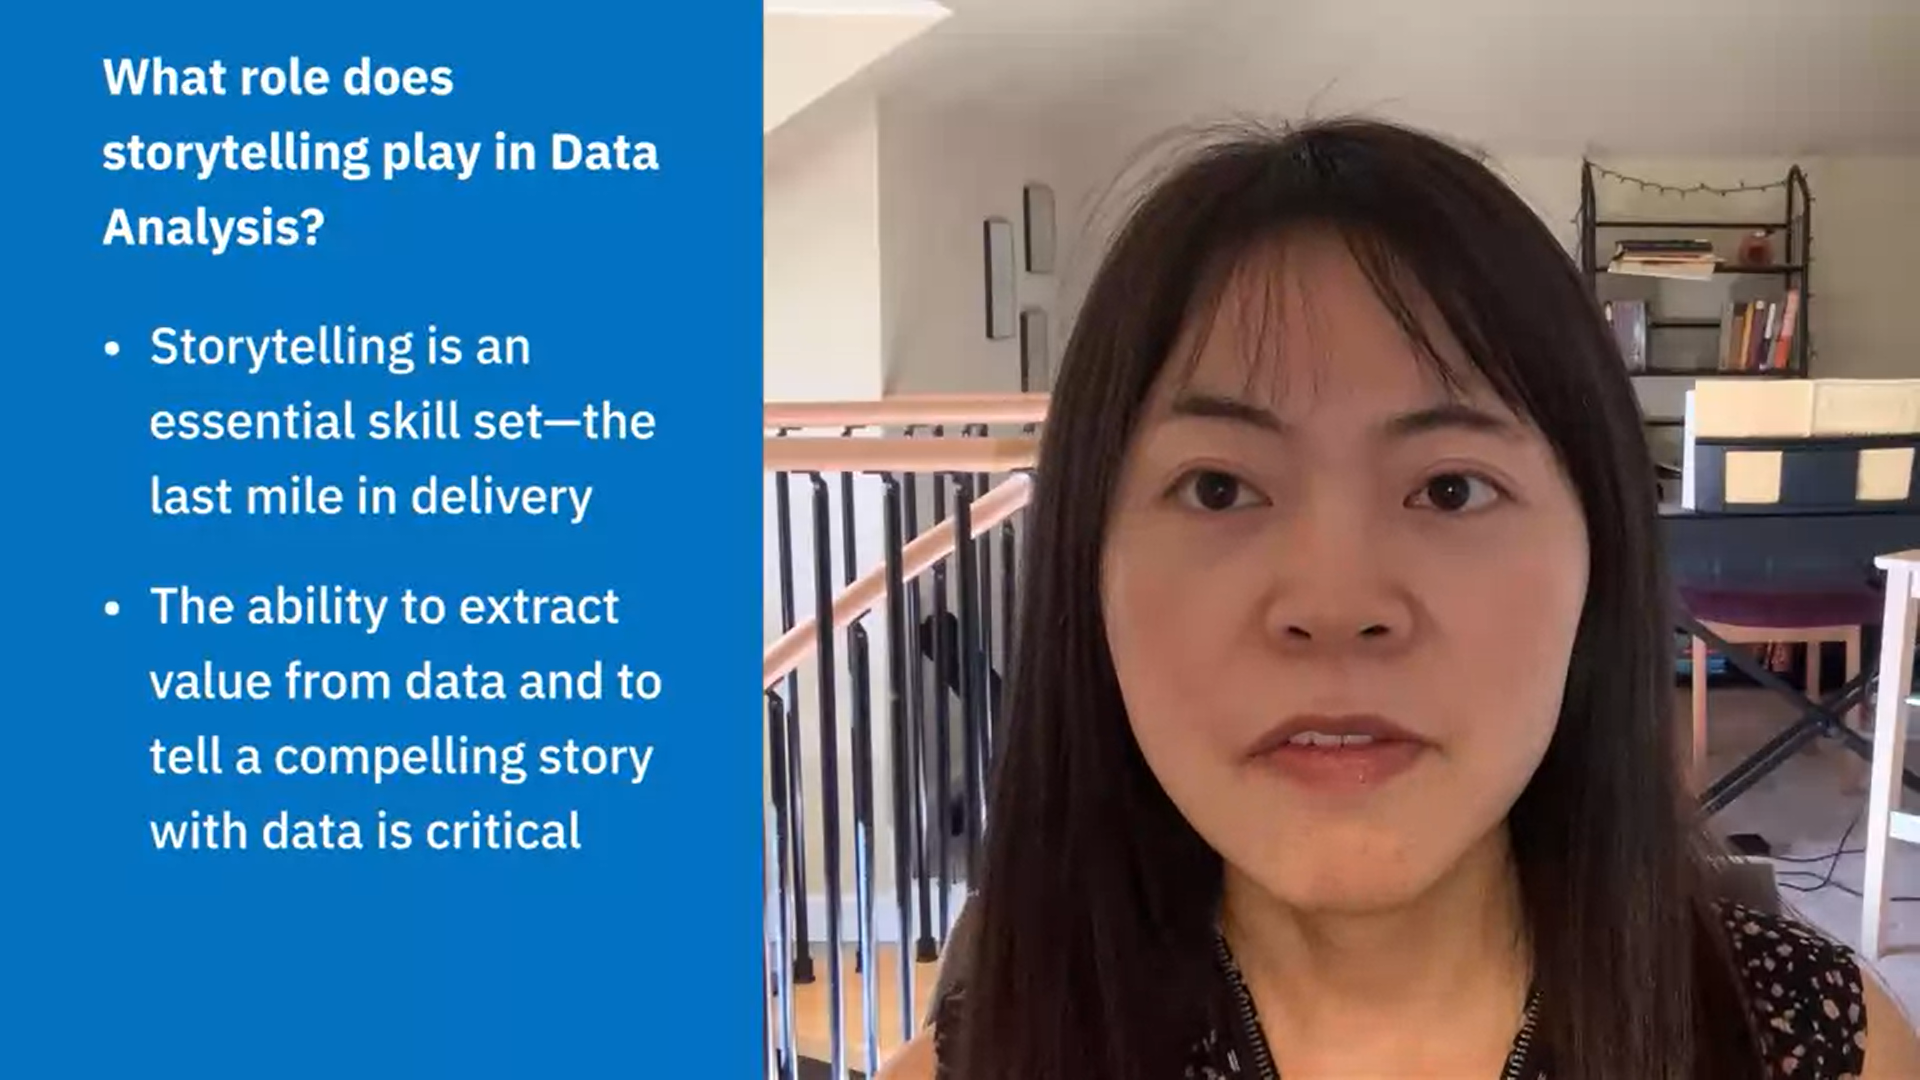 What role does
storytelling play in Data
Analysis?
• Storytelling is an
essential skill set—the
last mile in delivery
• The ability to extract
value from data and to
tell a compelling story
with data is critical